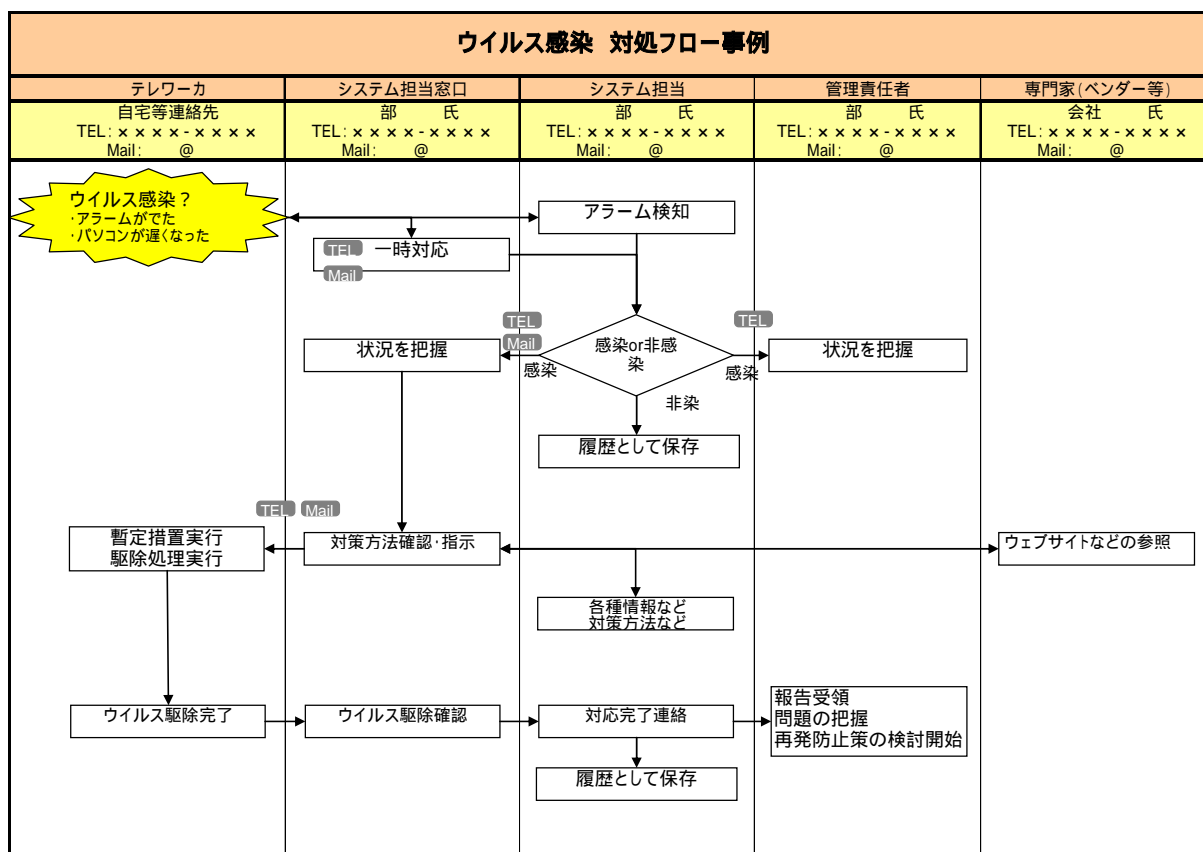 ウイルス感染 対処フロー事例
テレワーカ
システム担当窓口
システム担当
管理責任者
専門家(ベンダー等)
自宅等連絡先
TEL:××××-××××
Mail: @
部 氏
TEL:××××-××××
Mail: @
部 氏
TEL:××××-××××
Mail: @
部 氏
TEL:××××-××××
Mail: @
会社 氏
TEL:××××-××××
Mail: @
ウイルス感染？
・アラームがでた
・パソコンが遅くなった
アラーム検知
TEL 一時対応
Mail
TEL
Mail
TEL
状況を把握
感染or非感
染
状況を把握
感染
感染
非染
履歴として保存
TEL Mail
暫定措置実行
駆除処理実行
対策方法確認・指示
ウェブサイトなどの参照
各種情報など
対策方法など
ウイルス駆除完了
ウイルス駆除確認
対応完了連絡
報告受領
問題の把握
再発防止策の検討開始
履歴として保存